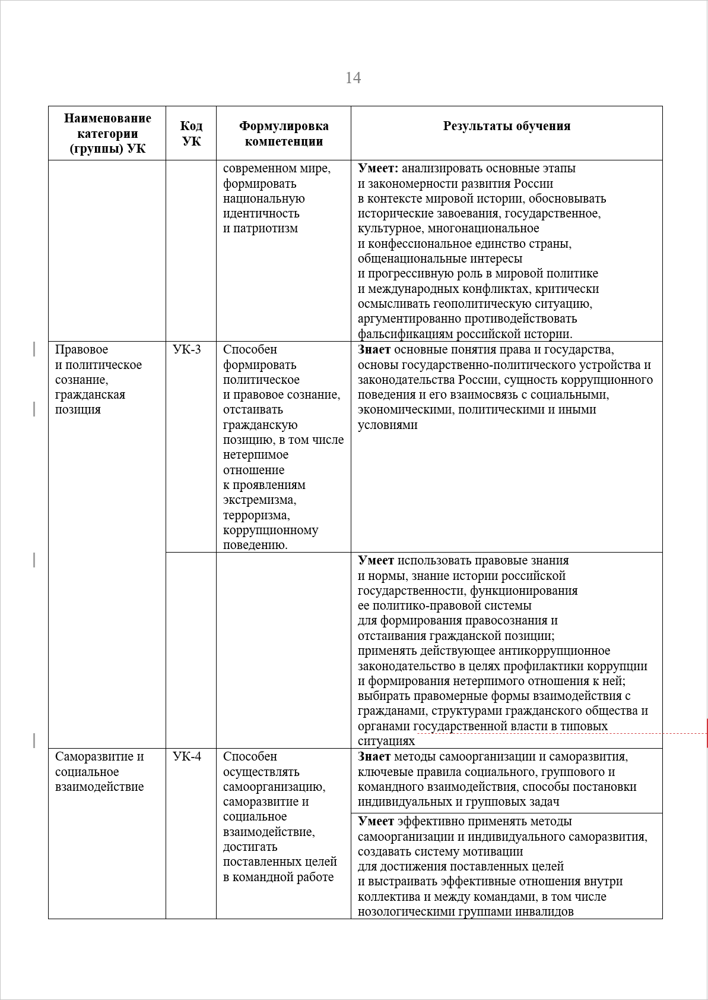 14
Наименование
категории
(группы) УК
Код
УК
Формулировка
компетенции
Результаты обучения
современном мире,
формировать
национальную
идентичность
и патриотизм
Умеет: анализировать основные этапы
и закономерности развития России
в контексте мировой истории, обосновывать
исторические завоевания, государственное,
культурное, многонациональное
и конфессиональное единство страны,
общенациональные интересы
и прогрессивную роль в мировой политике
и международных конфликтах, критически
осмысливать геополитическую ситуацию,
аргументированно противодействовать
фальсификациям российской истории.
Правовое
и политическое
сознание,
гражданская
позиция
УК-3
Способен
формировать
политическое
и правовое сознание,
отстаивать
гражданскую
позицию, в том числе
нетерпимое
отношение
к проявлениям
экстремизма,
терроризма,
коррупционному
поведению.
Знает основные понятия права и государства,
основы государственно-политического устройства и
законодательства России, сущность коррупционного
поведения и его взаимосвязь с социальными,
экономическими, политическими и иными
условиями
Умеет использовать правовые знания
и нормы, знание истории российской
государственности, функционирования
ее политико-правовой системы
для формирования правосознания и
отстаивания гражданской позиции;
применять действующее антикоррупционное
законодательство в целях профилактики коррупции
и формирования нетерпимого отношения к ней;
выбирать правомерные формы взаимодействия с
гражданами, структурами гражданского общества и
органами государственной власти в типовых
ситуациях
Саморазвитие и
социальное
взаимодействие
УК-4
Способен
осуществлять
самоорганизацию,
саморазвитие и
социальное
взаимодействие,
достигать
поставленных целей
в командной работе
Знает методы самоорганизации и саморазвития,
ключевые правила социального, группового и
командного взаимодействия, способы постановки
индивидуальных и групповых задач
Умеет эффективно применять методы
самоорганизации и индивидуального саморазвития,
создавать систему мотивации
для достижения поставленных целей
и выстраивать эффективные отношения внутри
коллектива и между командами, в том числе
нозологическими группами инвалидов